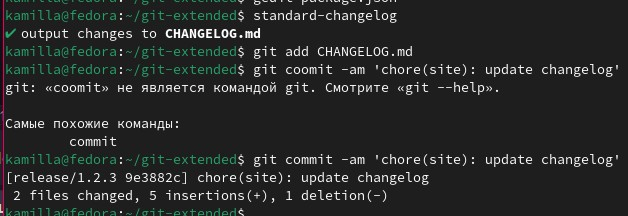 kamilla@fedora:~/git-extended$ gedit package.json
kamilla@fedora:~/git-extended$ standard-changelog
✔ output changes to CHANGELOG.md
kamilla@fedora:~/git-extended$ git add CHANGELOG.md
kamilla@fedora:~/git-extended$ git coomit -am 'chore(site): update changelog'
git: «coomit» не является командой git. Смотрите «git --help».
Самые похожие команды:
commit
kamilla@fedora:~/git-extended$ git commit -am 'chore(site): update changelog'
[release/1.2.3 9e3882c] chore(site): update changelog
2 files changed, 5 insertions(+), 1 deletion(-)
kamilla@fedora:~/git-extended$